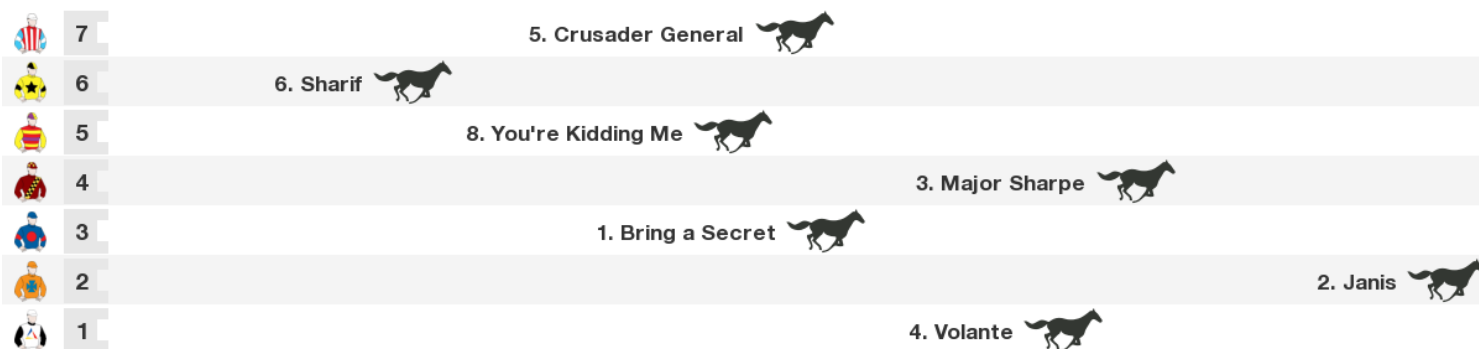 7 5. Crusader General
6 6. Sharif
5 8. You're Kidding Me
4 3. Major Sharpe
3 1. Bring a Secret
2 2. Janis
1 4. Volante